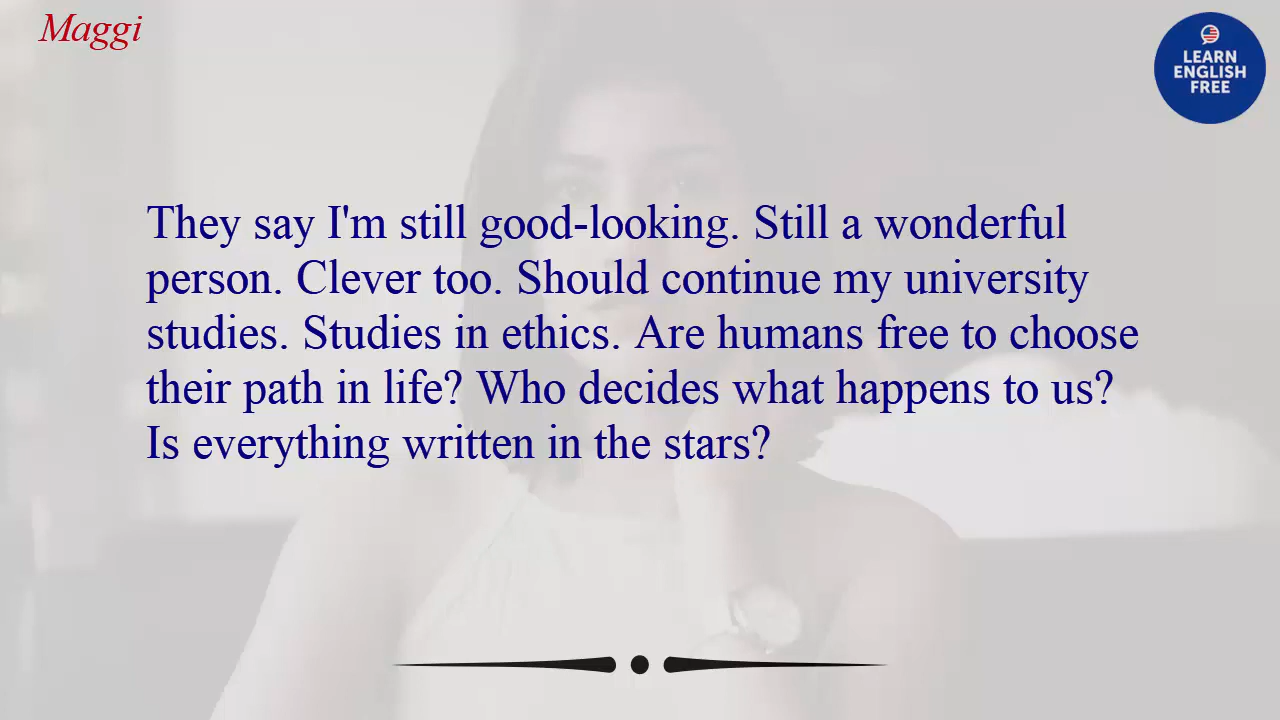 Maggi
LEARN
ENGLISH
FREE
They say I'm still good-looking. Still a wonderful
person. Clever too. Should continue my university
studies. Studies in ethics. Are humans free to choose
their path in life? Who decides what happens to us?
Is everything written in the stars?